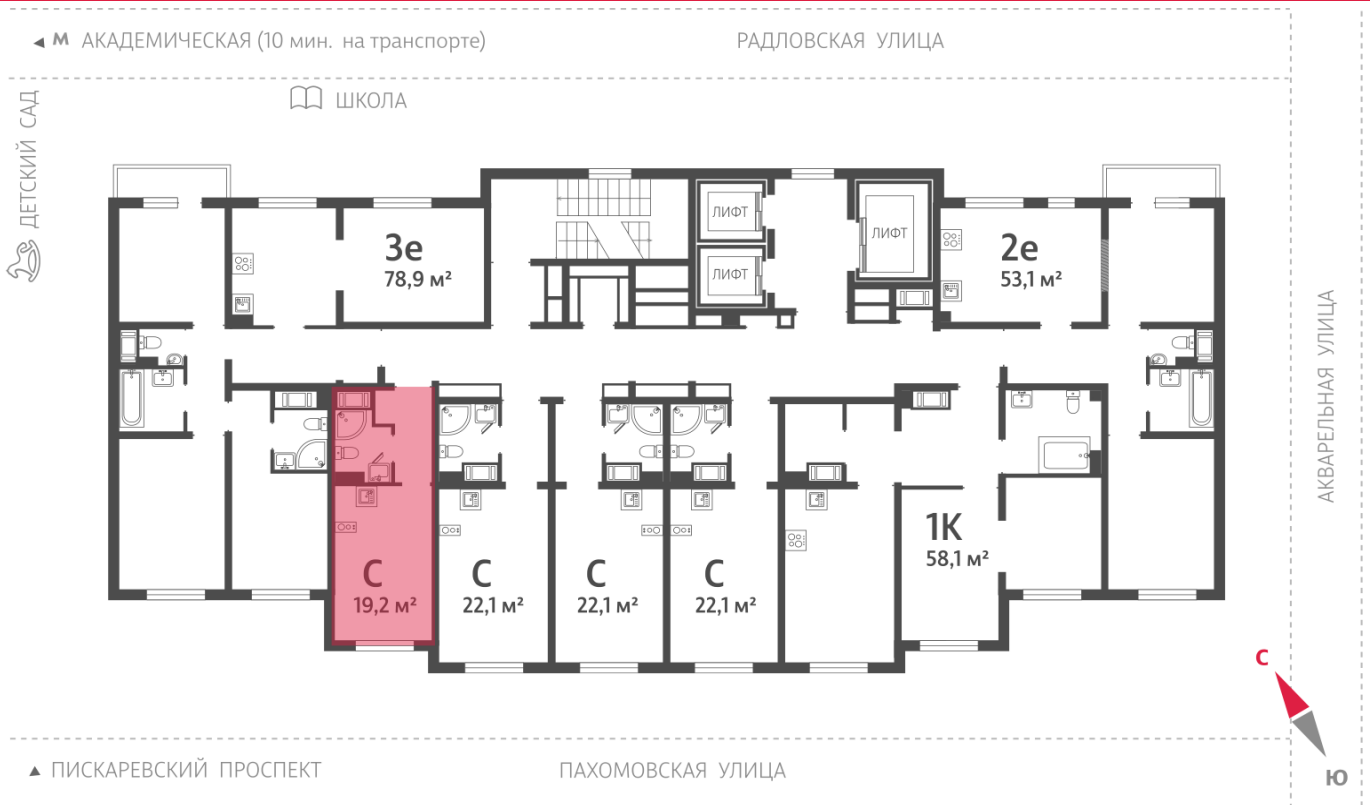 М АКАДЕМИЧЕСКАЯ (10 мин. на транспорте)
РАДЛОВСКАЯ УЛИЦА
ШКОЛА
ДЕТСКИЙ САД
ЛИФТ
ЛИФТ
ЛИФТ
3е
78,9 м²
2е
53,1 м²
АКВАРЕЛЬНАЯ УЛИЦА
1К
58,1 м²
С
19,2 м²
С
22,1 м²
С
22,1 м²
С
22,1 м²
С
Ю
ПИСКАРЕВСКИЙ ПРОСПЕКТ
ПАХОМОВСКАЯ УЛИЦА